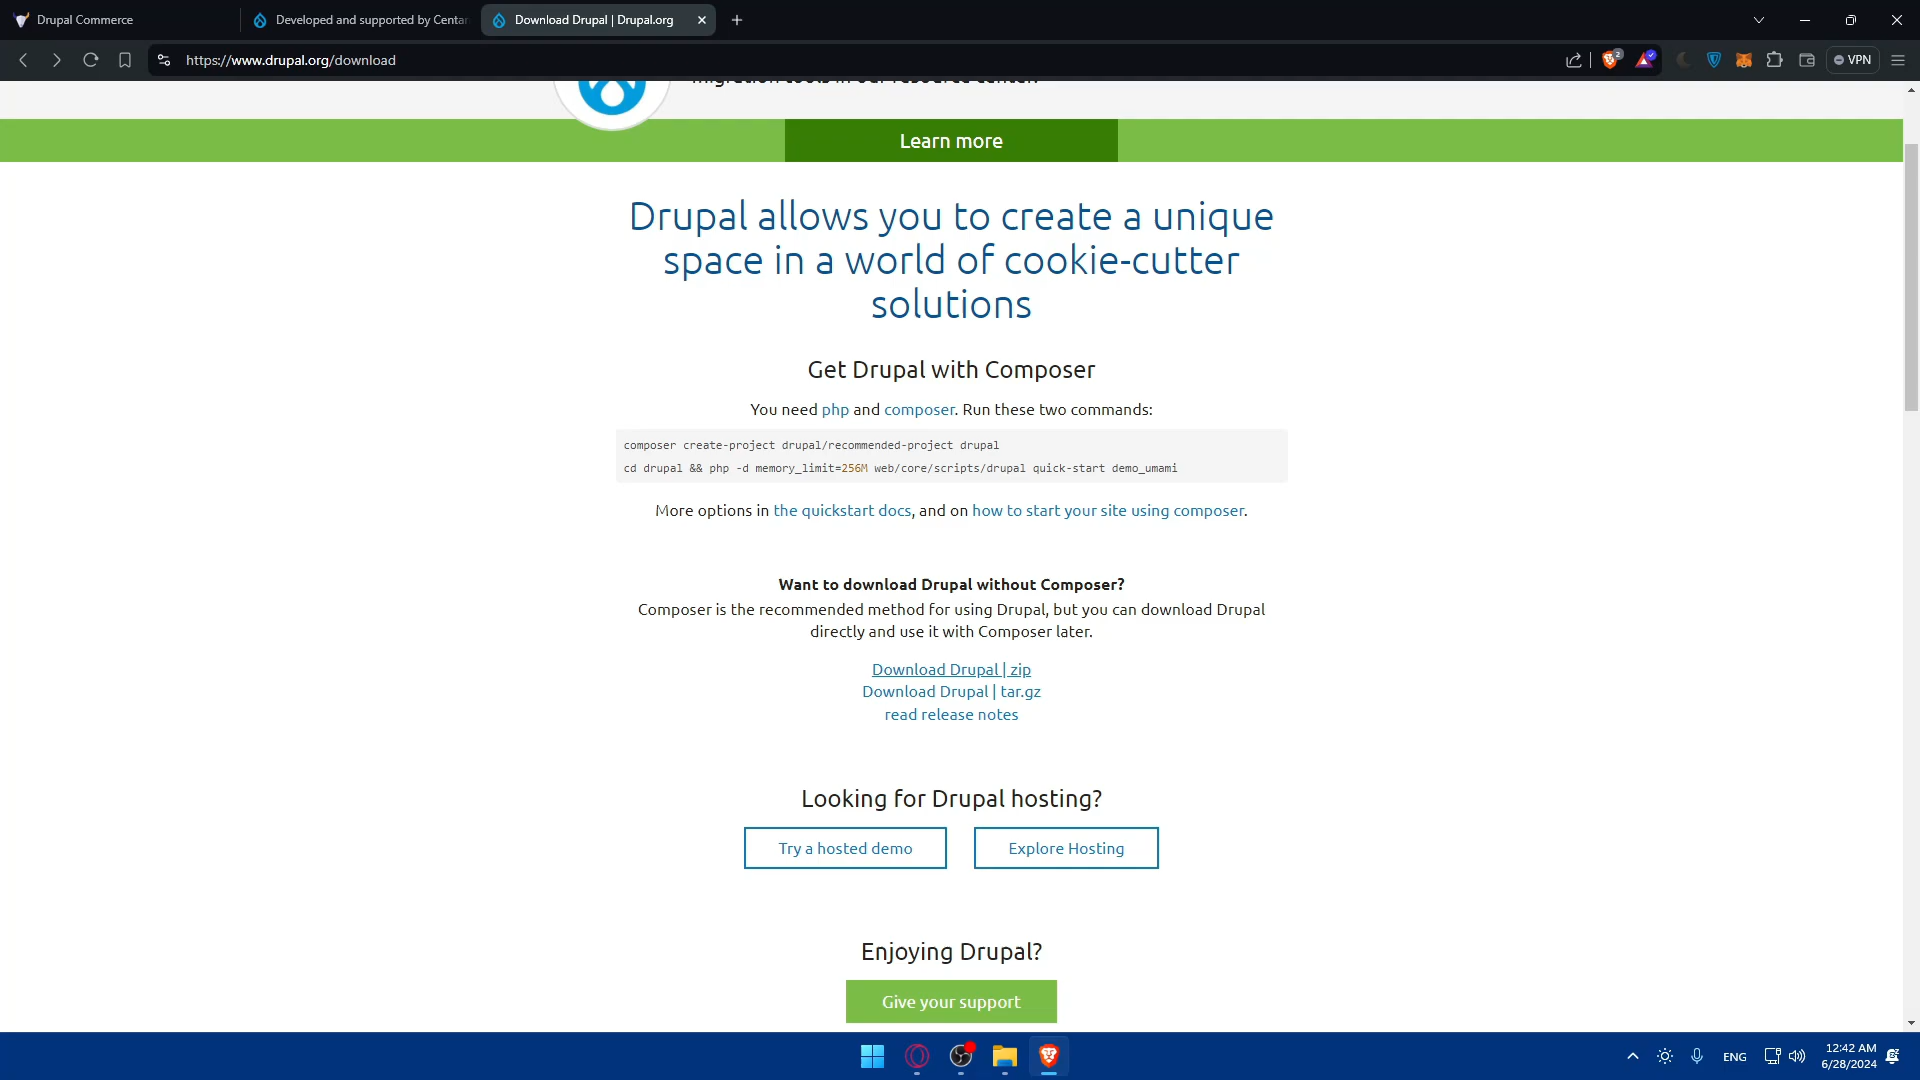 Drupal Commerce
Developed and supported by Centar
Download Drupal | Drupal.org
https://www.drupal.org/download
2
VPN
migration tools in our resource center.
Learn more
Drupal allows you to create a unique
space in a world of cookie-cutter
solutions
Get Drupal with Composer
You need php and composer. Run these two commands:
composer create-project drupal/recommended-project drupal
cd drupal && php -d memory_limit=256M web/core/scripts/drupal quick-start demo_umami
More options in the quickstart docs, and on how to start your site using composer.
Want to download Drupal without Composer?
Composer is the recommended method for using Drupal, but you can download Drupal
directly and use it with Composer later.
Download Drupal | zip
Download Drupal | tar.gz
read release notes
Looking for Drupal hosting?
Try a hosted demo
Explore Hosting
Enjoying Drupal?
Give your support
ENG
12:42 AM
6/28/2024